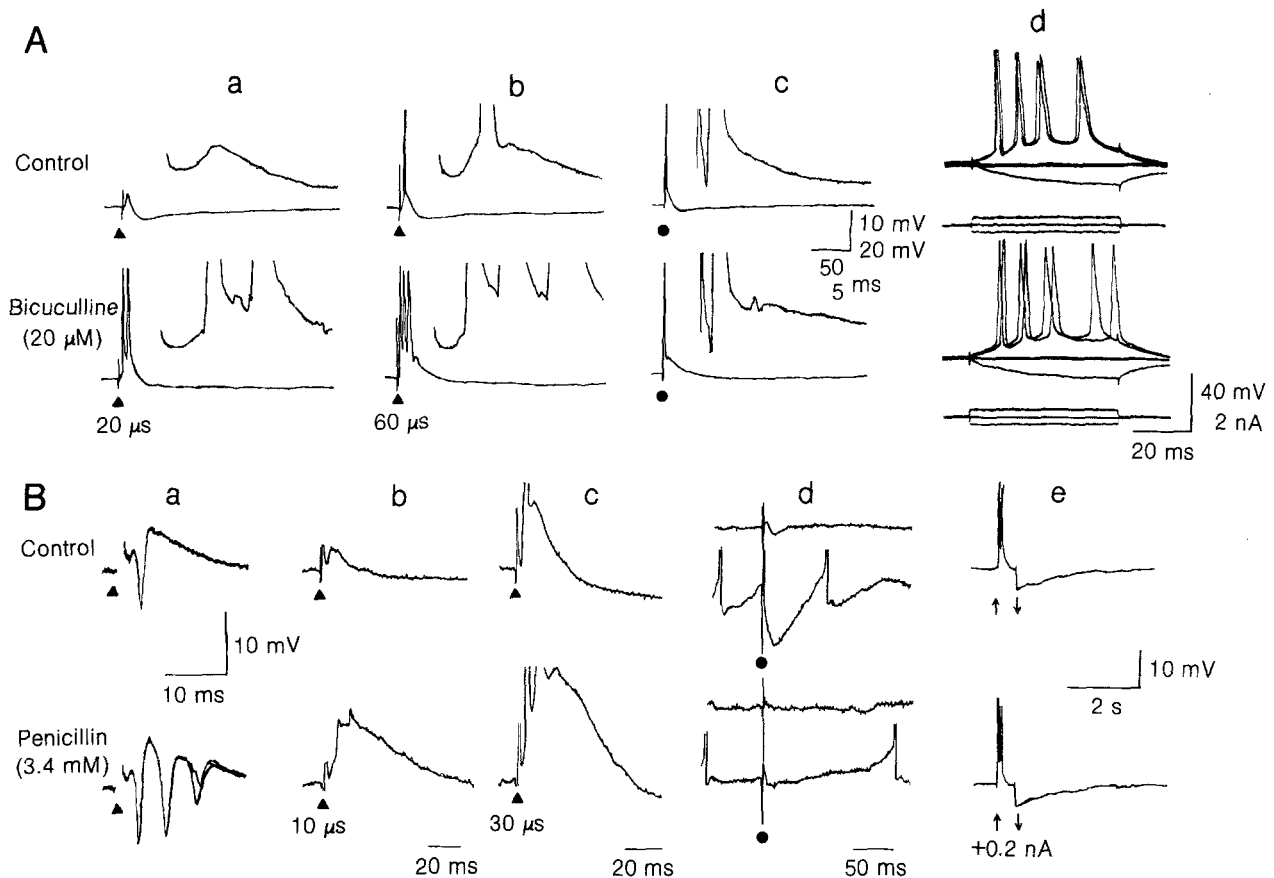 A
a
b
c
d
Control
10 mV
20 mV
50
5
ms
Bicuculline
(20 µM)
20 µs
60 µs
40 mV
2 nA
20 ms
B
a
b
c
d
e
Control
10 mV
10 ms
10 mV
2 s
Penicillin
(3.4 mM)
10 µs
30 µs
+0.2 nA
20 ms
20 ms
50 ms